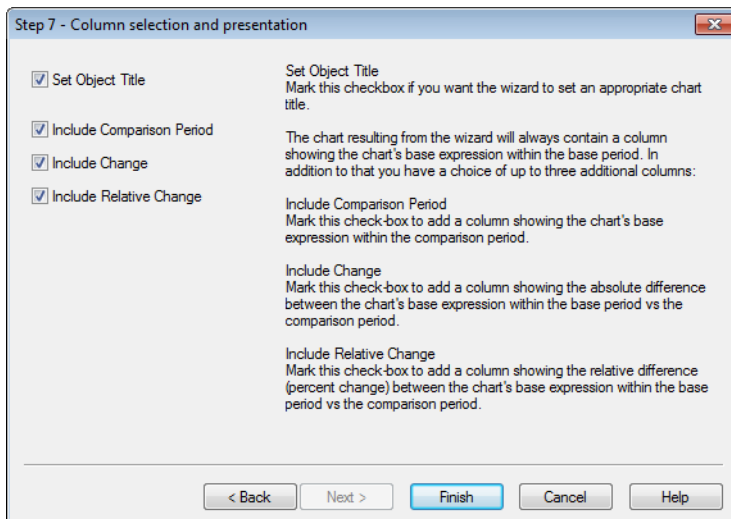 Step 7 - Column selection and presentation
Set Object Title
Include Comparison Period
Include Change
Include Relative Change
Set Object Title
Mark this checkbox if you want the wizard to set an appropriate chart
title.
The chart resulting from the wizard will always contain a column
showing the chart's base expression within the base period. In
addition to that you have a choice of up to three additional columns:
Include Comparison Period
Mark this check-box to add a column showing the chart's base
expression within the comparison period.
Include Change
Mark this check-box to add a column showing the absolute difference
between the chart's base expression within the base period vs the
comparison period.
Include Relative Change
Mark this check-box to add a column showing the relative difference
(percent change) between the chart's base expression within the base
period vs the comparison period.
< Back
Next >
Finish
Cancel
Help